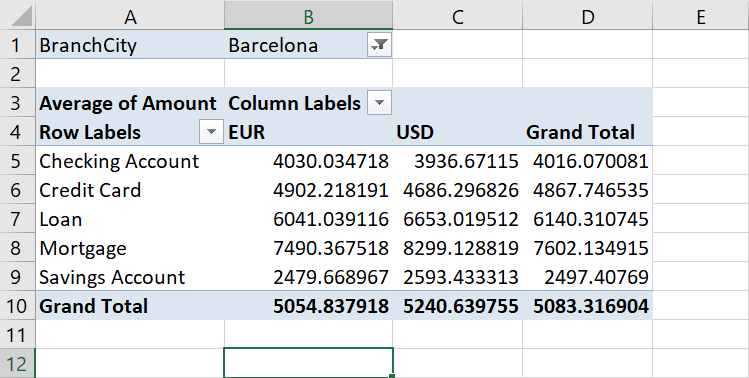 A B C D E
1 BranchCity Barcelona
2
3 Average of Amount Column Labels
4 Row Labels EUR USD Grand Total
5 Checking Account 4030.034718 3936.67115 4016.070081
6 Credit Card 4902.218191 4686.296826 4867.746535
7 Loan 6041.039116 6653.019512 6140.310745
8 Mortgage 7490.367518 8299.128819 7602.134915
9 Savings Account 2479.668967 2593.433313 2497.40769
10 Grand Total 5054.837918 5240.639755 5083.316904
11
12